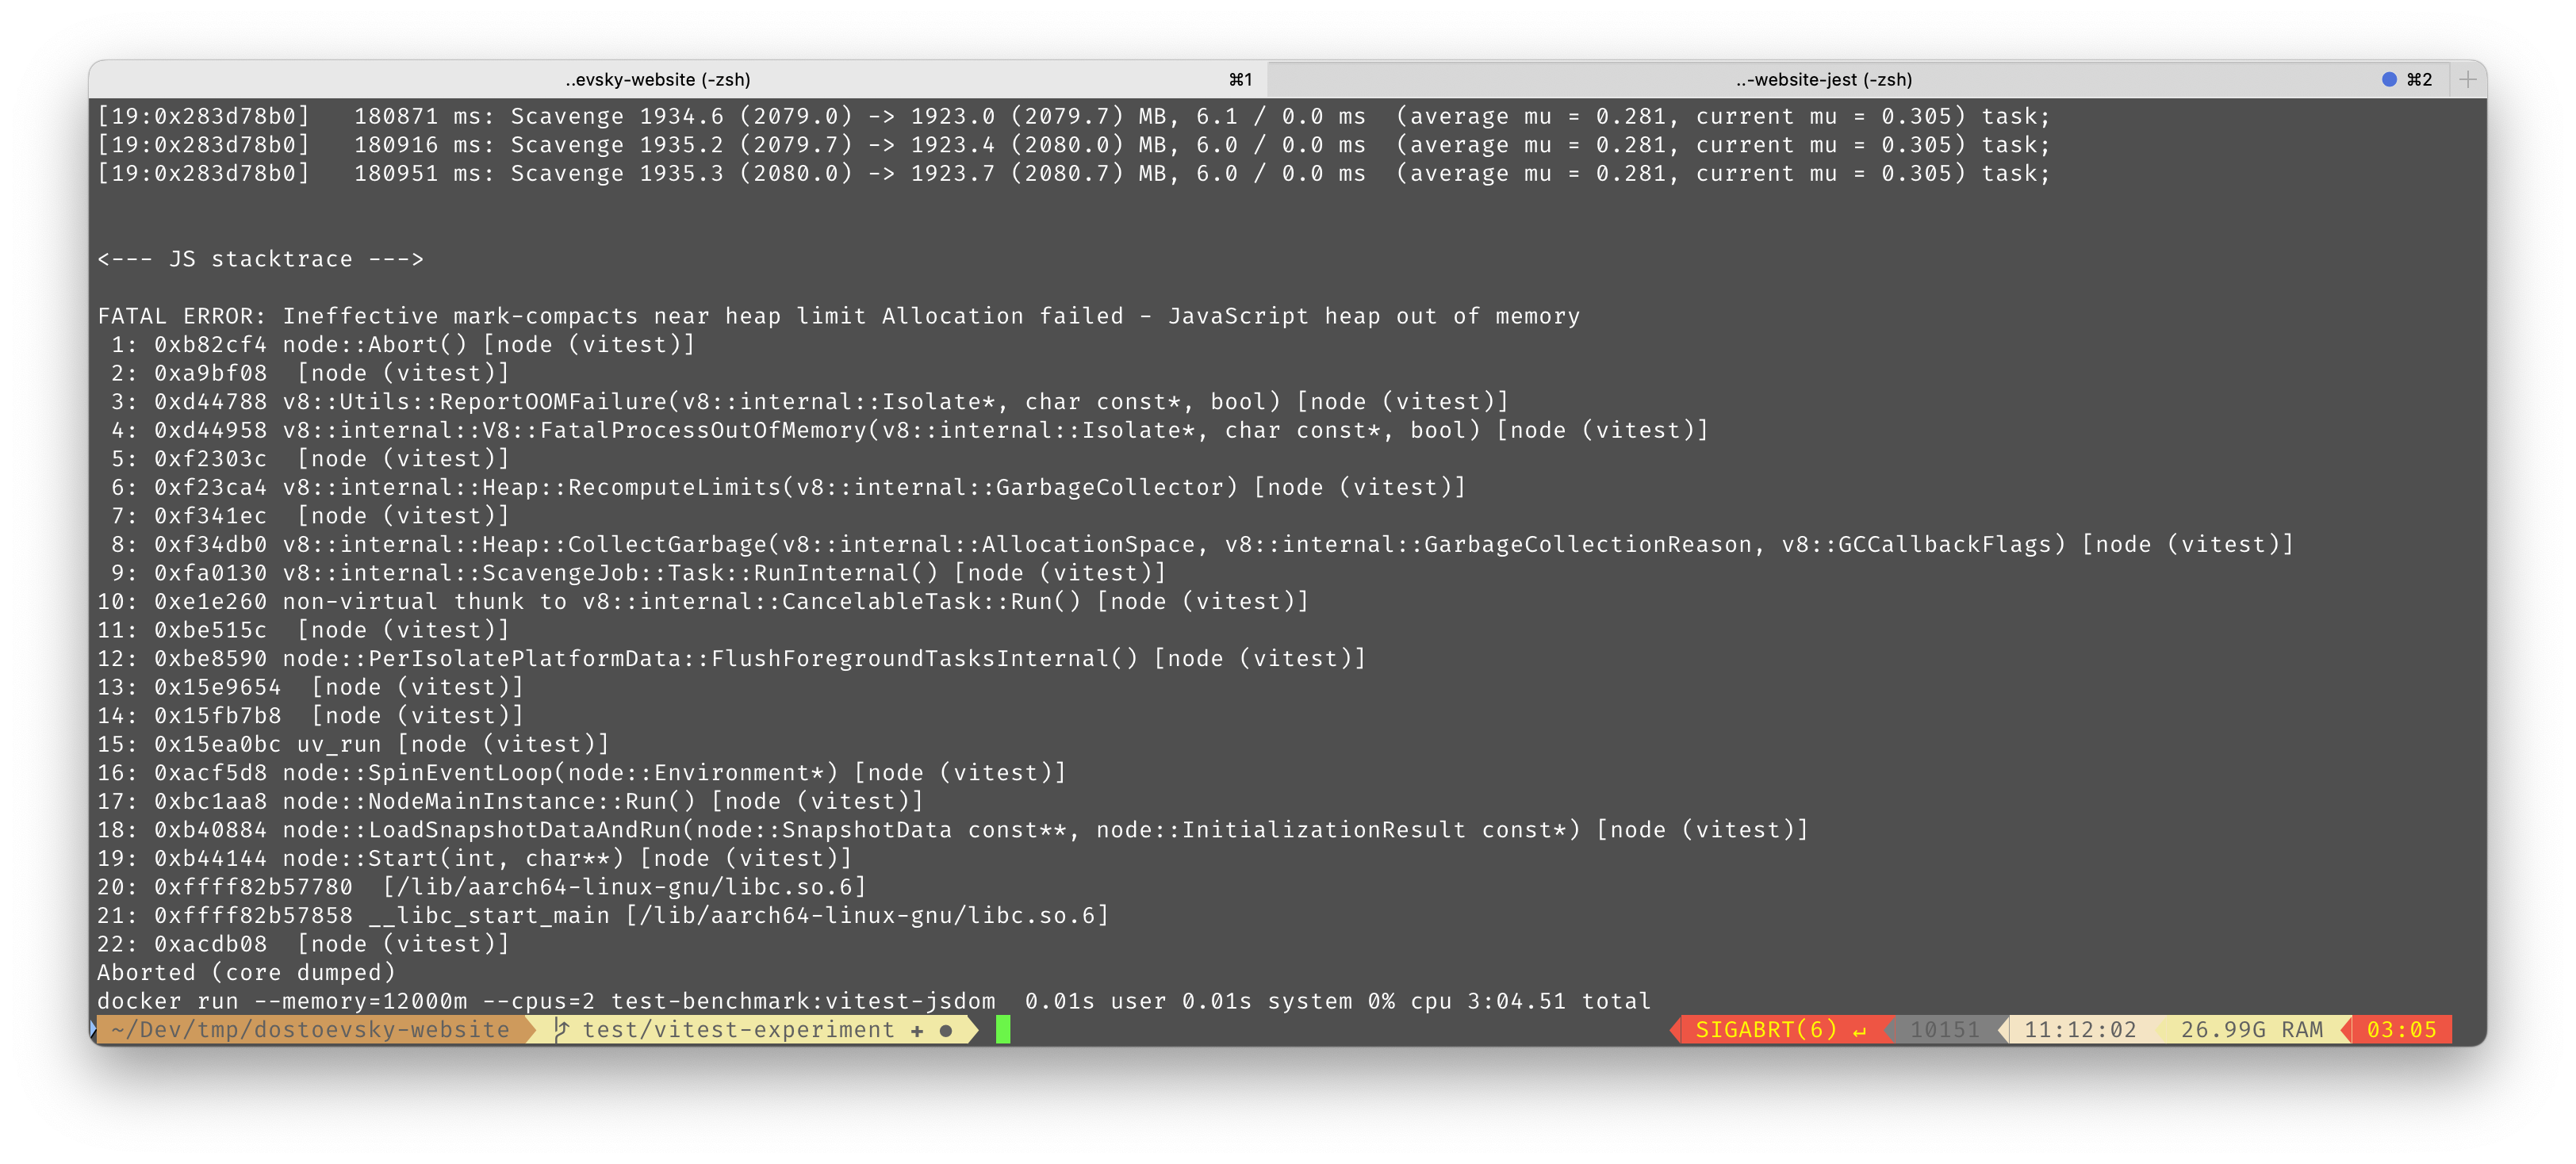 ..evsky-website (-zsh) ⌘1 ..-website-jest (-zsh) ⌘2
[19:0x283d78b0]   180871 ms: Scavenge 1934.6 (2079.0) -> 1923.0 (2079.7) MB, 6.1 / 0.0 ms  (average mu = 0.281, current mu = 0.305) task;
[19:0x283d78b0]   180916 ms: Scavenge 1935.2 (2079.7) -> 1923.4 (2080.0) MB, 6.0 / 0.0 ms  (average mu = 0.281, current mu = 0.305) task;
[19:0x283d78b0]   180951 ms: Scavenge 1935.3 (2080.0) -> 1923.7 (2080.7) MB, 6.0 / 0.0 ms  (average mu = 0.281, current mu = 0.305) task;
<--- JS stacktrace --->
FATAL ERROR: Ineffective mark-compacts near heap limit Allocation failed - JavaScript heap out of memory
 1: 0xb82cf4 node::Abort() [node (vitest)]
 2: 0xa9bf08  [node (vitest)]
 3: 0xd44788 v8::Utils::ReportOOMFailure(v8::internal::Isolate*, char const*, bool) [node (vitest)]
 4: 0xd44958 v8::internal::V8::FatalProcessOutOfMemory(v8::internal::Isolate*, char const*, bool) [node (vitest)]
 5: 0xf2303c  [node (vitest)]
 6: 0xf23ca4 v8::internal::Heap::RecomputeLimits(v8::internal::GarbageCollector) [node (vitest)]
 7: 0xf341ec  [node (vitest)]
 8: 0xf34db0 v8::internal::Heap::CollectGarbage(v8::internal::AllocationSpace, v8::internal::GarbageCollectionReason, v8::GCCallbackFlags) [node (vitest)]
 9: 0xfa0130 v8::internal::ScavengeJob::Task::RunInternal() [node (vitest)]
10: 0xe1e260 non-virtual thunk to v8::internal::CancelableTask::Run() [node (vitest)]
11: 0xbe515c  [node (vitest)]
12: 0xbe8590 node::PerIsolatePlatformData::FlushForegroundTasksInternal() [node (vitest)]
13: 0x15e9654  [node (vitest)]
14: 0x15fb7b8  [node (vitest)]
15: 0x15ea0bc uv_run [node (vitest)]
16: 0xacf5d8 node::SpinEventLoop(node::Environment*) [node (vitest)]
17: 0xbc1aa8 node::NodeMainInstance::Run() [node (vitest)]
18: 0xb40884 node::LoadSnapshotDataAndRun(node::SnapshotData const**, node::InitializationResult const*) [node (vitest)]
19: 0xb44144 node::Start(int, char**) [node (vitest)]
20: 0xffff82b57780  [/lib/aarch64-linux-gnu/libc.so.6]
21: 0xffff82b57858 __libc_start_main [/lib/aarch64-linux-gnu/libc.so.6]
22: 0xacdb08  [node (vitest)]
Aborted (core dumped)
docker run --memory=12000m --cpus=2 test-benchmark:vitest-jsdom  0.01s user 0.01s system 0% cpu 3:04.51 total
~/Dev/tmp/dostoevsky-website test/vitest-experiment + ● SIGABRT(6) ↵ 10151 11:12:02 26.99G RAM 03:05